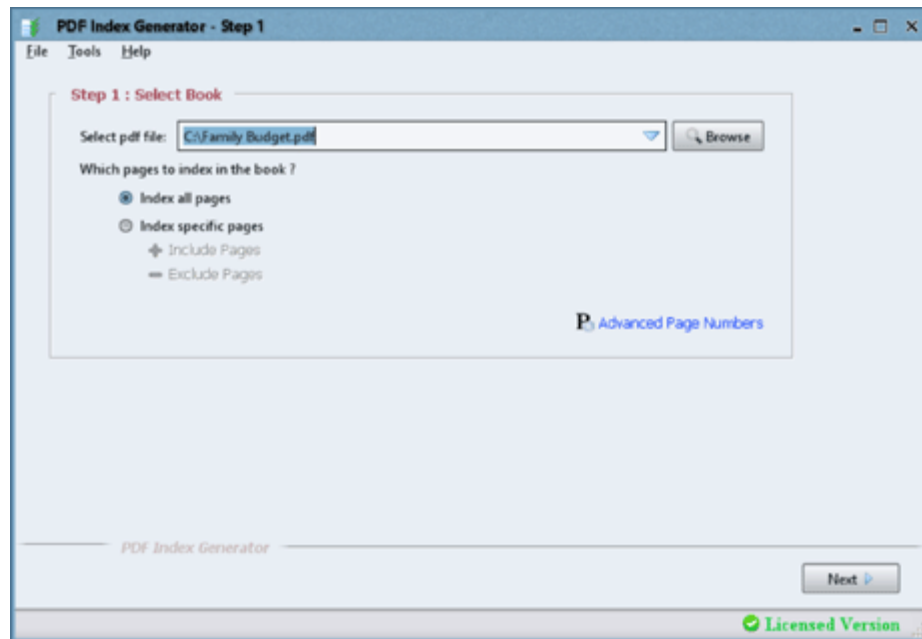 PDF Index Generator - Step 1
File Tools Help
Step 1 : Select Book
Select pdf file: C:\Family Budget.pdf Browse
Which pages to index in the book ?
Index all pages
Index specific pages
Include Pages
Exclude Pages
P Advanced Page Numbers
PDF Index Generator
Next
Licensed Version